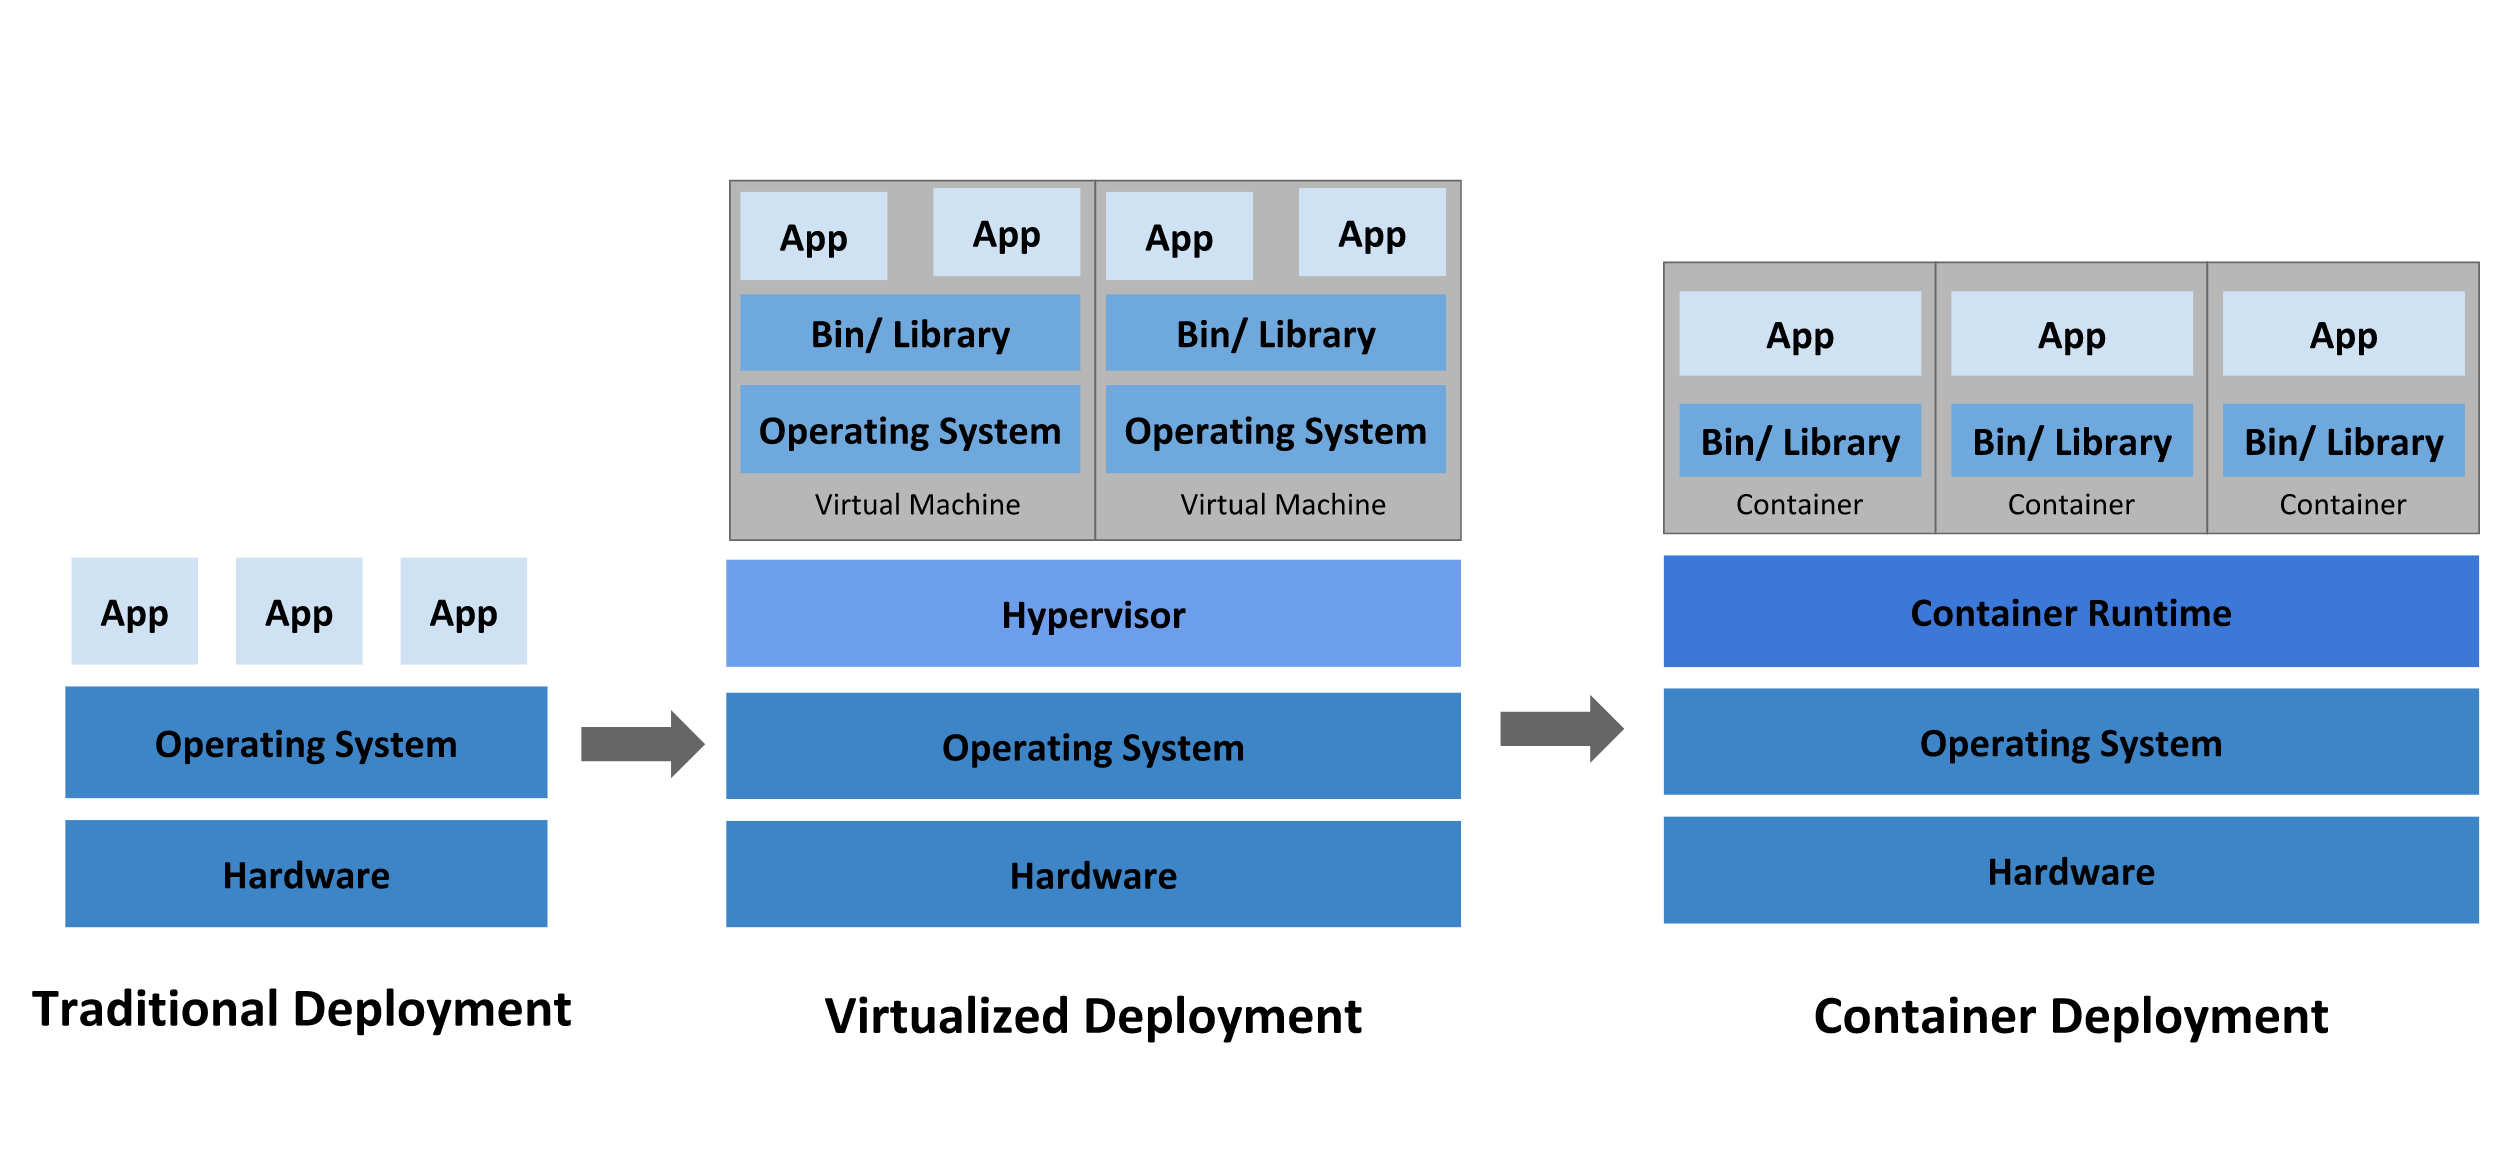 App
App
App
Operating System
Hardware
Traditional Deployment
App
App
Bin/ Library
Operating System
Virtual Machine
App
App
Bin/ Library
Operating System
Virtual Machine
Hypervisor
Operating System
Hardware
Virtualized Deployment
App
Bin/ Library
Container
App
Bin/ Library
Container
App
Bin/ Library
Container
Container Runtime
Operating System
Hardware
Container Deployment